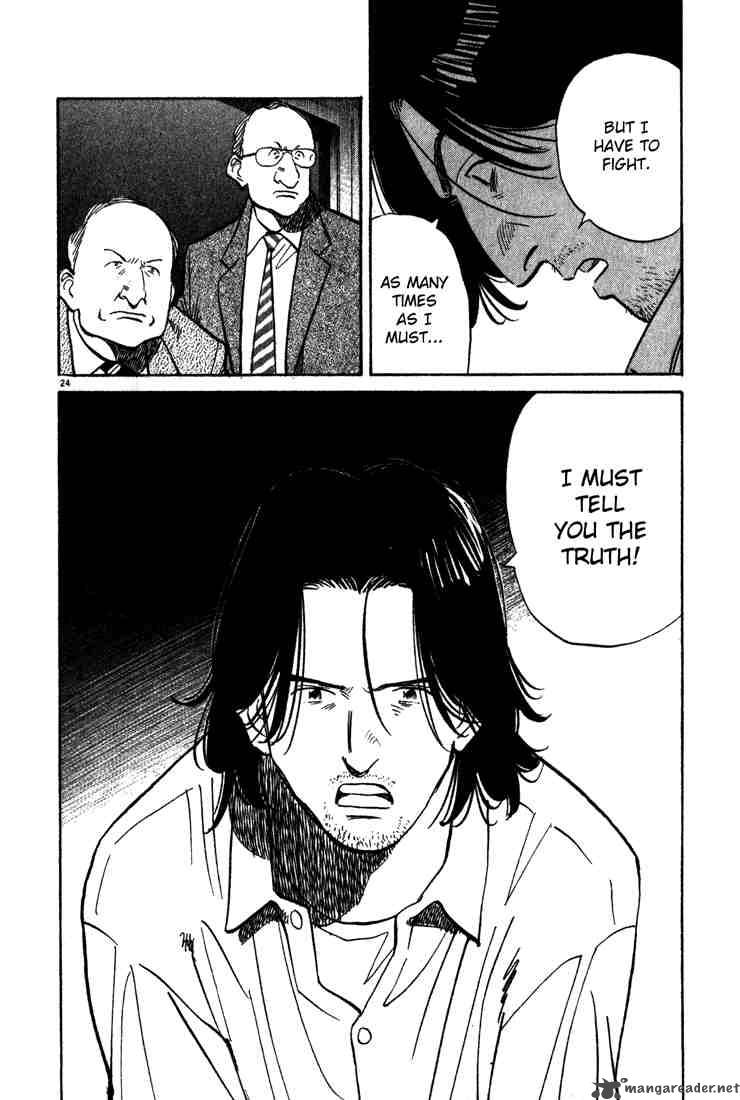 BUT I
HAVE TO
FIGHT.
AS MANY
TIMES
AS I
MUST...
24
I MUST
TELL
YOU THE
TRUTH!
mangareader.net